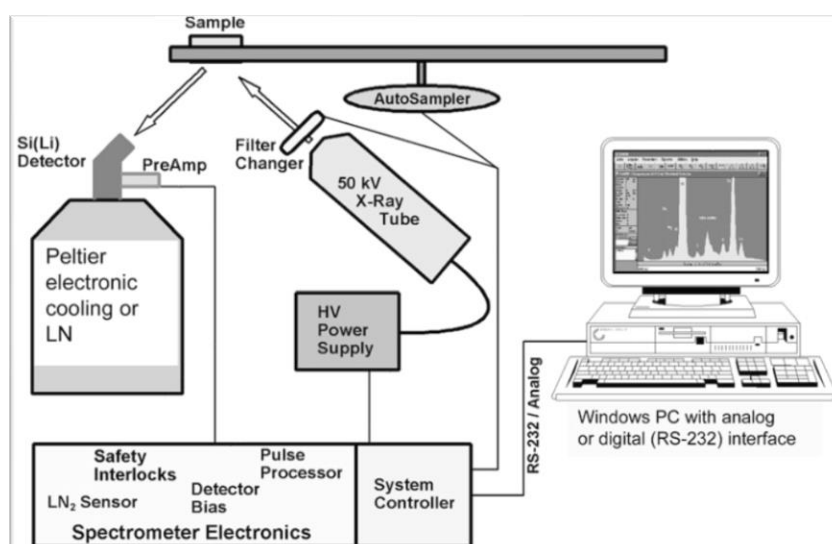 Sample
AutoSampler
Si(Li)
Detector
PreAmp
Filter
Changer
50 kV
X-Ray
Tube
Peltier
electronic
cooling or
LN
HV
Power
Supply
RS-232 / Analog
Windows PC with analog
or digital (RS-232) interface
Safety
Interlocks
Pulse
Processor
LN₂ Sensor
Detector
Bias
System
Controller
Spectrometer Electronics